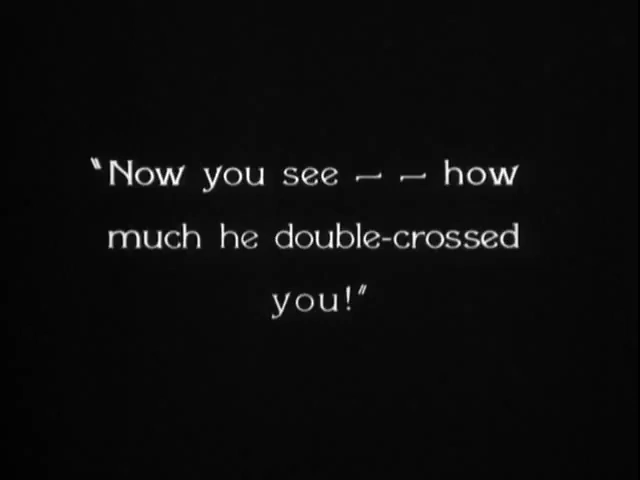 "Now you see — — how
much he double-crossed
you!"